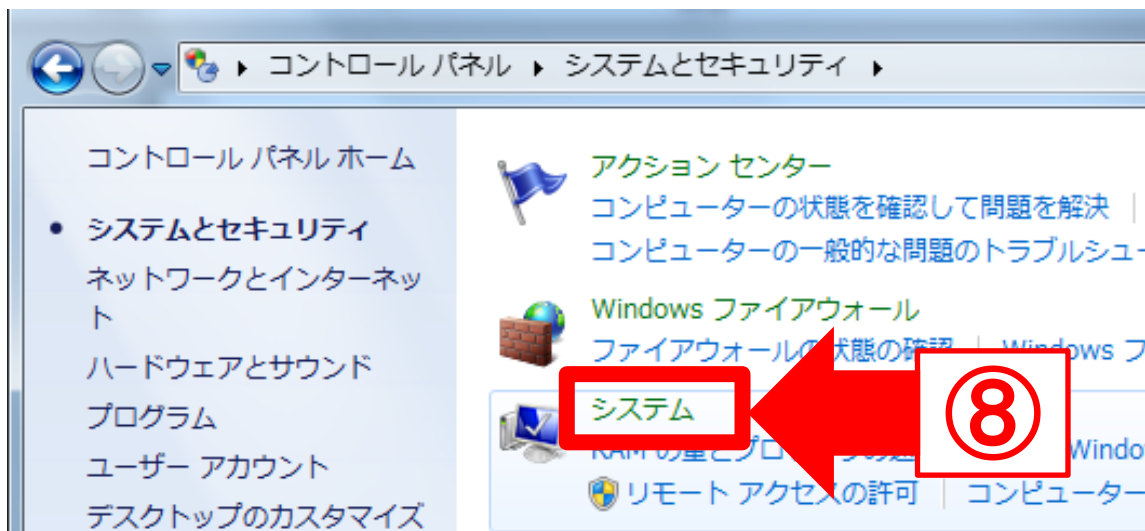 コントロール パネル ▸ システムとセキュリティ ▸
コントロール パネル ホーム
• システムとセキュリティ
ネットワークとインターネッ
ト
ハードウェアとサウンド
プログラム
ユーザー アカウント
デスクトップのカスタマイズ
アクション センター
コンピューターの状態を確認して問題を解決
コンピューターの一般的な問題のトラブルシュー
Windows ファイアウォール
ファイアウォールの状態の確認 | Windows フ
システム
⑧
RAM の量とプロ Windo
リモート アクセスの許可 | コンピューター